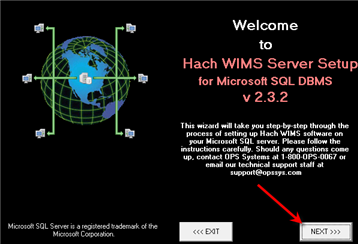 Welcome
to
Hach WIMS Server Setup
for Microsoft SQL DBMS
v 2.3.2
This wizard will take you step-by-step through the
process of setting up Hach WIMS software on
your Microsoft SQL server. Please follow the
instructions carefully. Should any questions come
up, contact OPS Systems at 1-800-OPS-0067 or
email our technical support staff at
support@opssys.com
Microsoft SQL Server is a registered trademark of the
Microsoft Corporation.
<<< EXIT
NEXT >>>